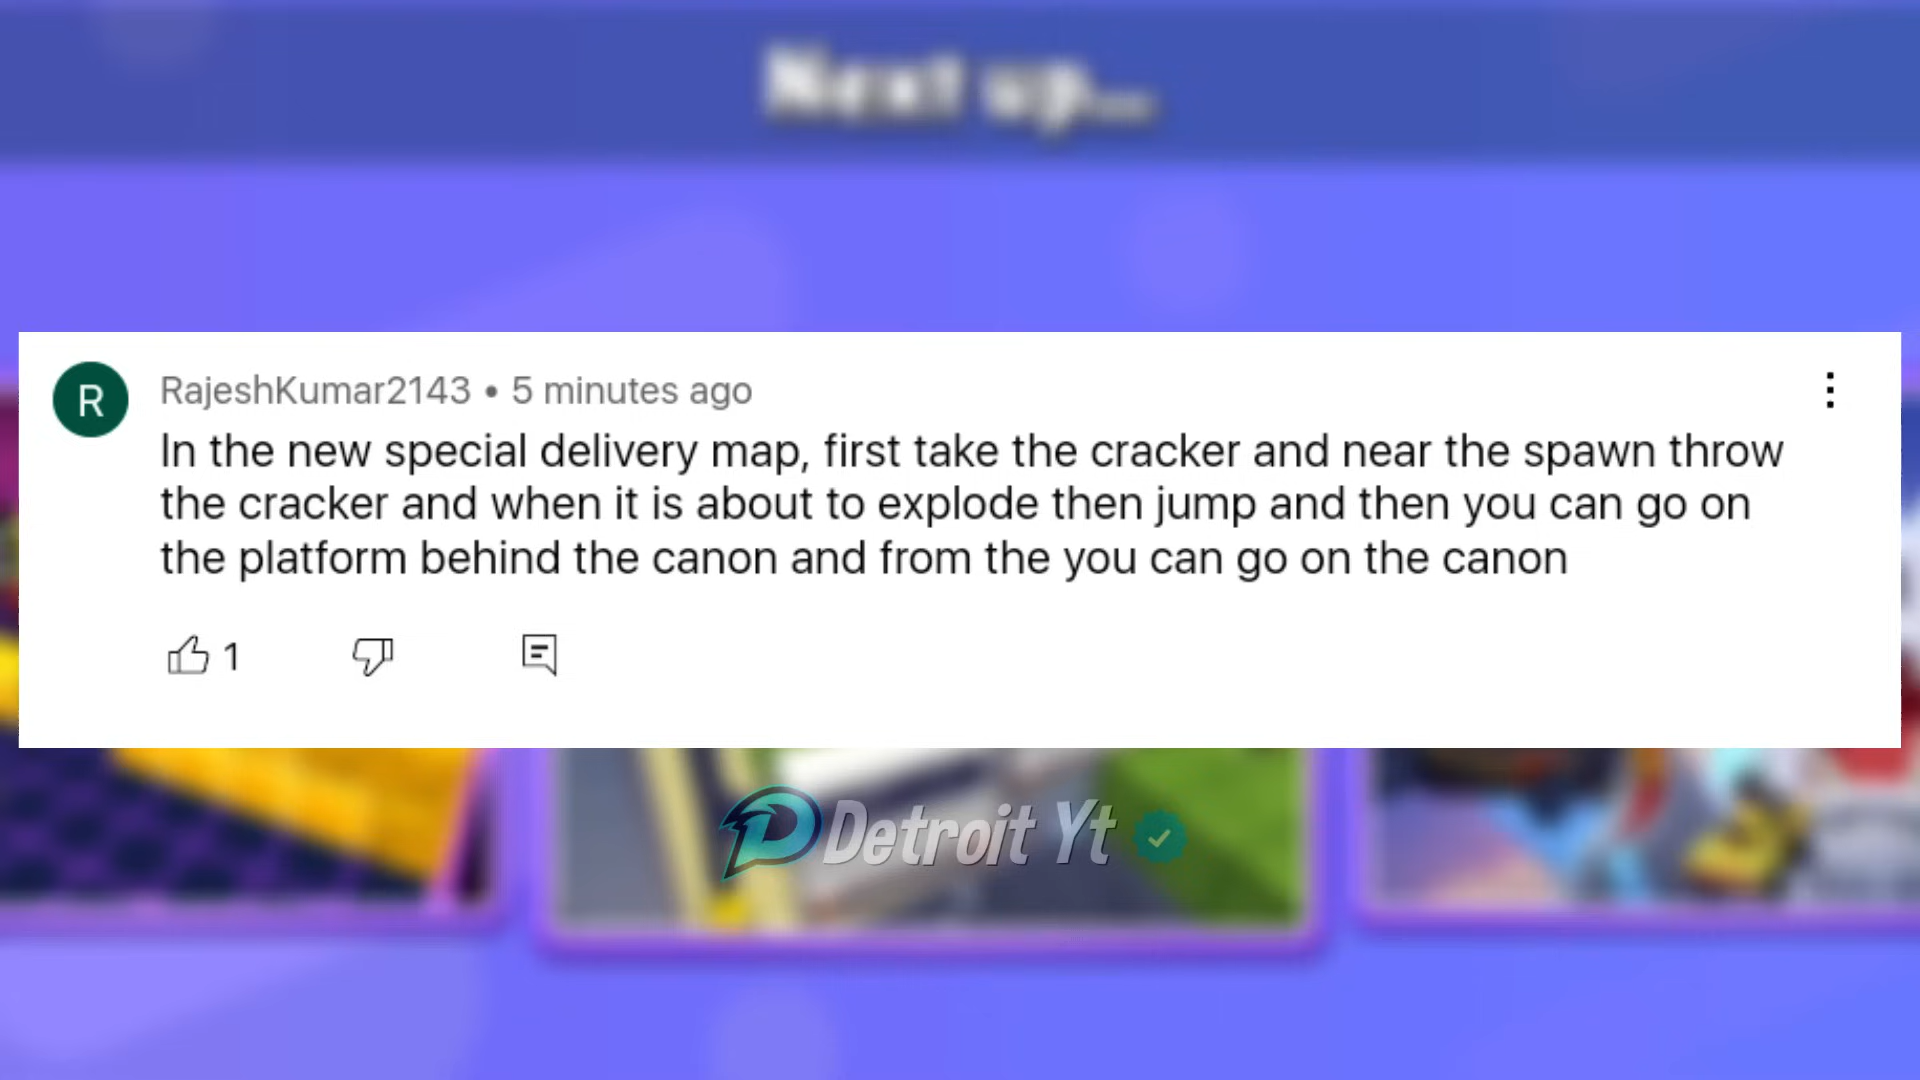 Next up...
R
RajeshKumar2143 • 5 minutes ago
In the new special delivery map, first take the cracker and near the spawn throw
the cracker and when it is about to explode then jump and then you can go on
the platform behind the canon and from the you can go on the canon
1
Detroit Yt